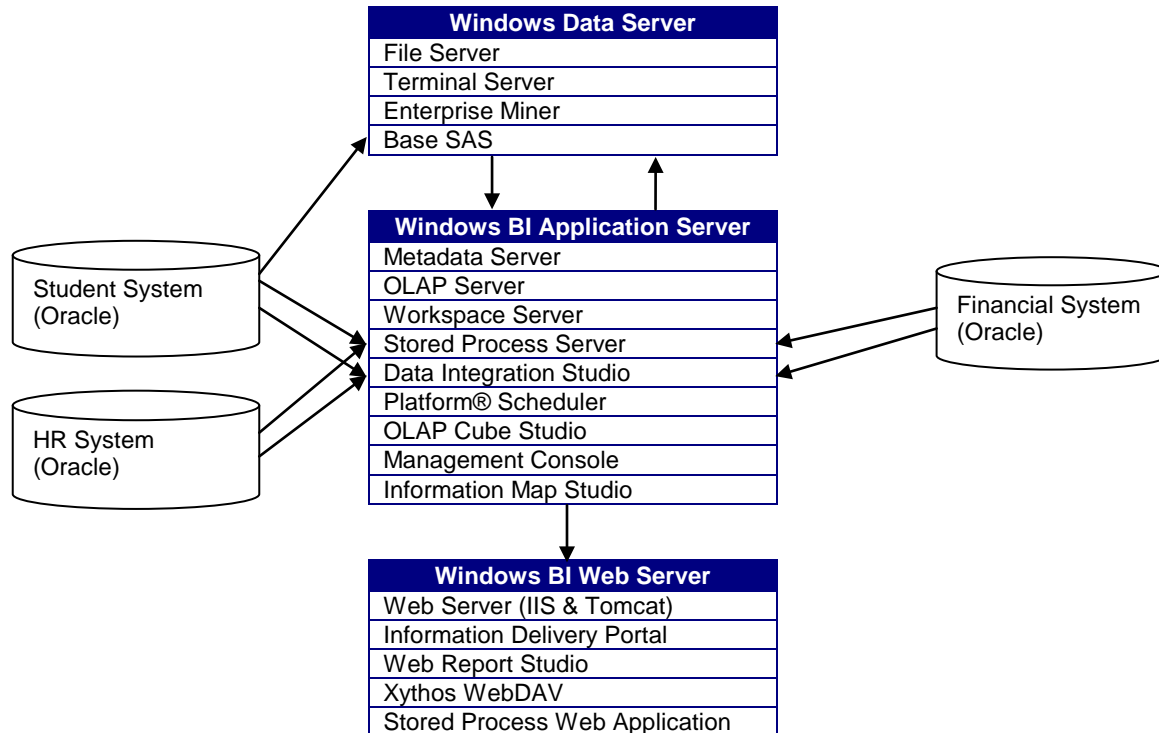 Windows Data Server
File Server
Terminal Server
Enterprise Miner
Base SAS
Windows BI Application Server
Metadata Server
OLAP Server
Workspace Server
Stored Process Server
Data Integration Studio
Platform® Scheduler
OLAP Cube Studio
Management Console
Information Map Studio
Student System
(Oracle)
HR System
(Oracle)
Financial System
(Oracle)
Windows BI Web Server
Web Server (IIS & Tomcat)
Information Delivery Portal
Web Report Studio
Xythos WebDAV
Stored Process Web Application